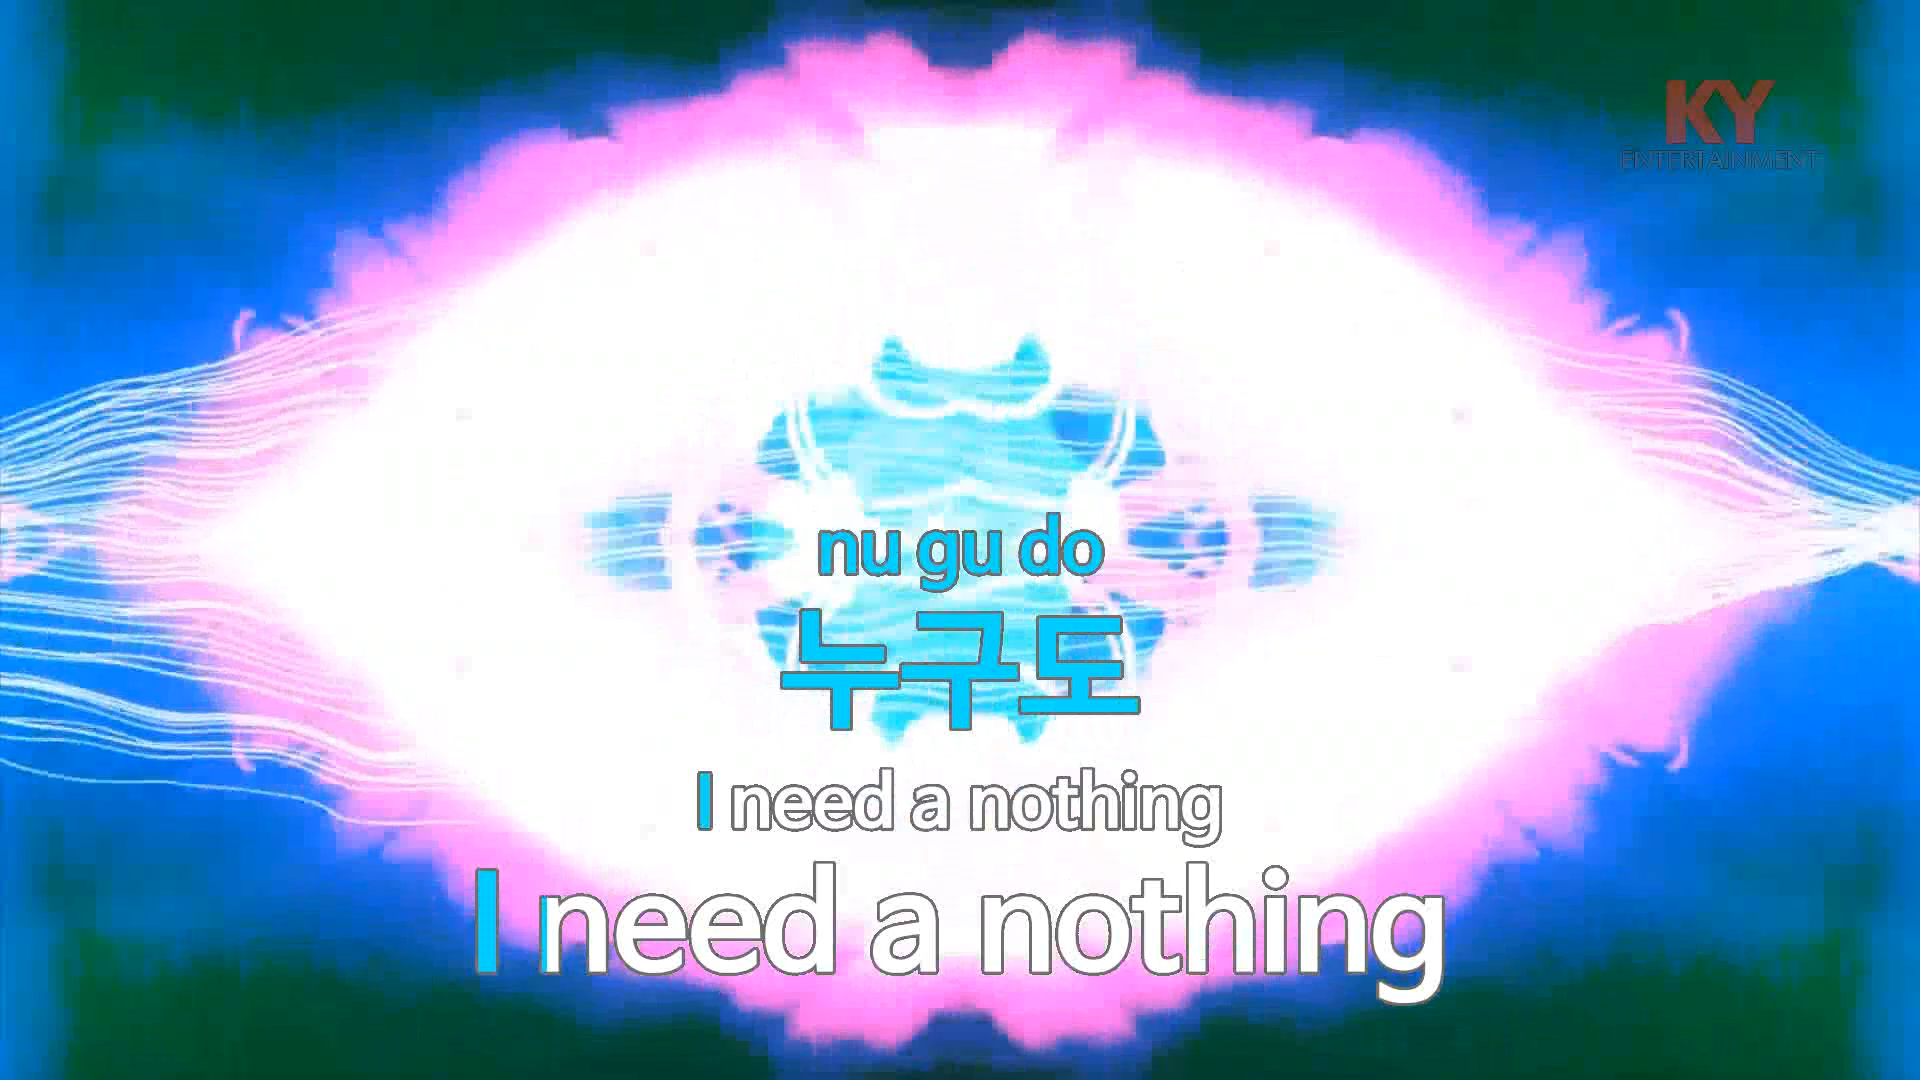 KY
ENTERTAINMENT
nu gu do
누구도
I need a nothing
I need a nothing